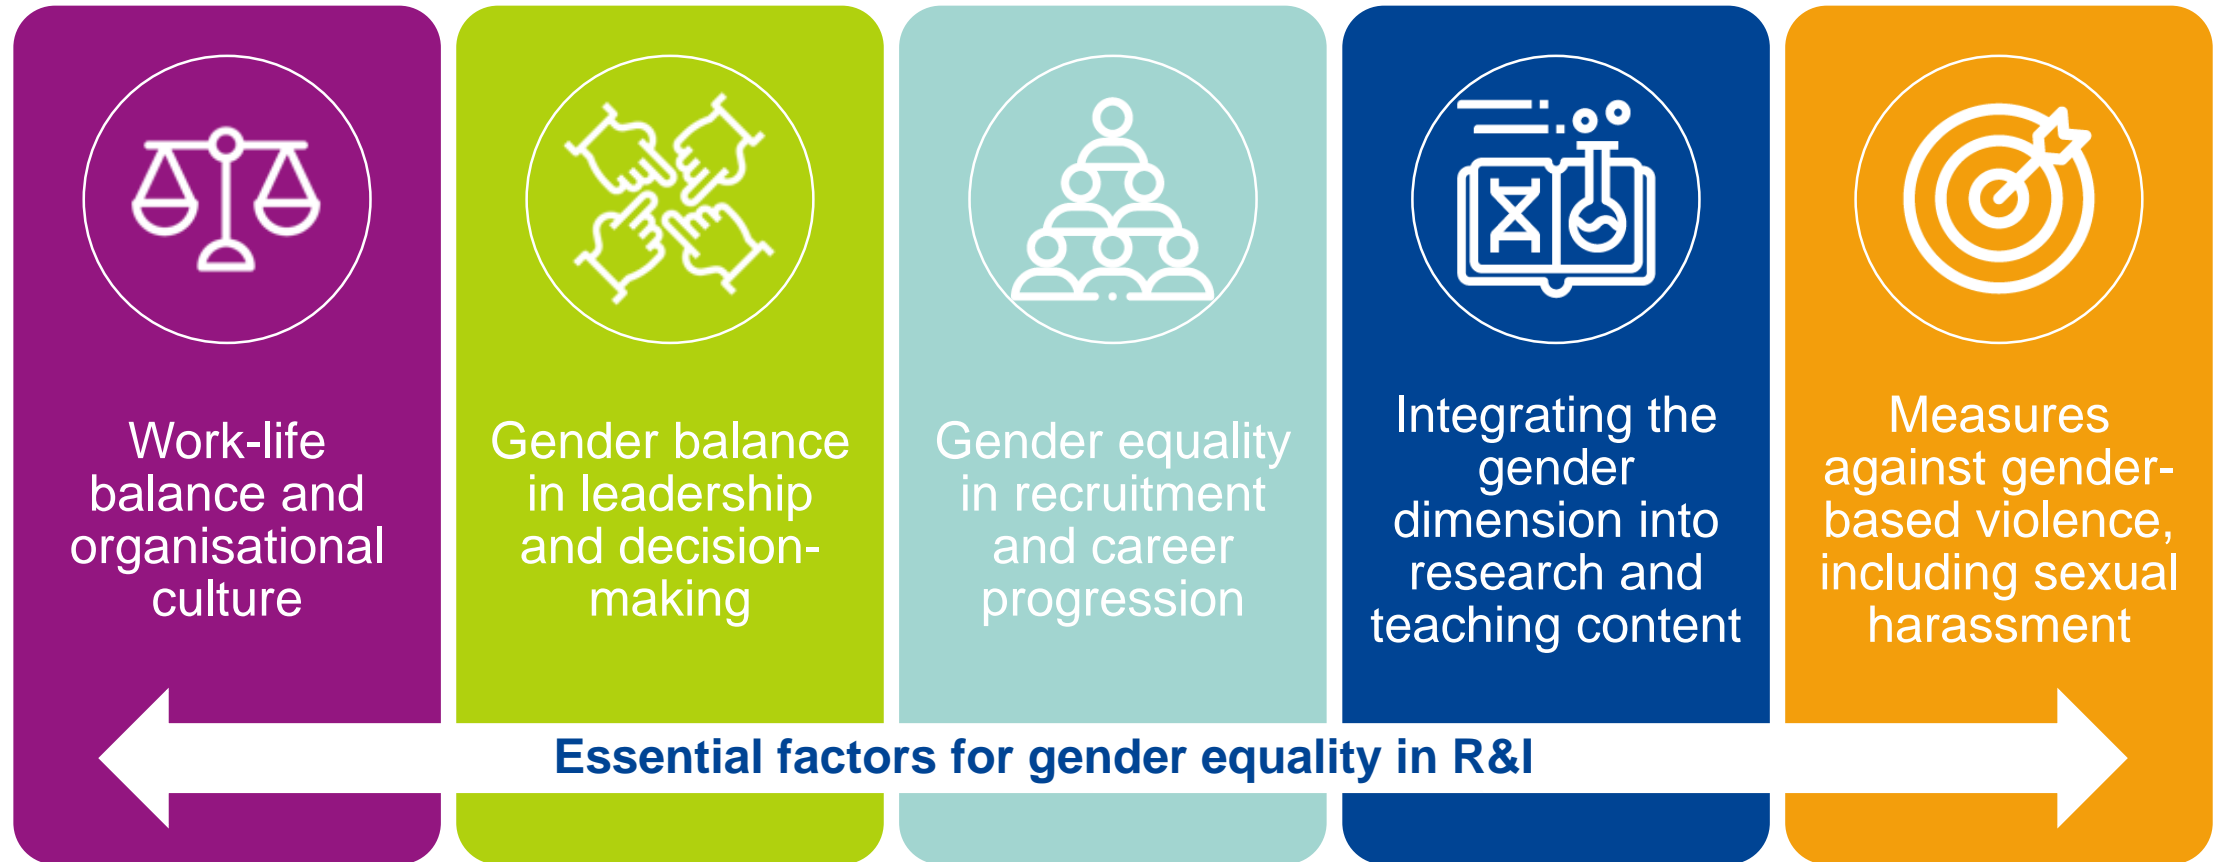 Work-life
balance and
organisational
culture
Gender balance
in leadership
and decision-
making
Gender equality
in recruitment
and career
progression
Integrating the
gender
dimension into
research and
teaching content
Measures
against gender-
based violence,
including sexual
harassment
Essential factors for gender equality in R&I